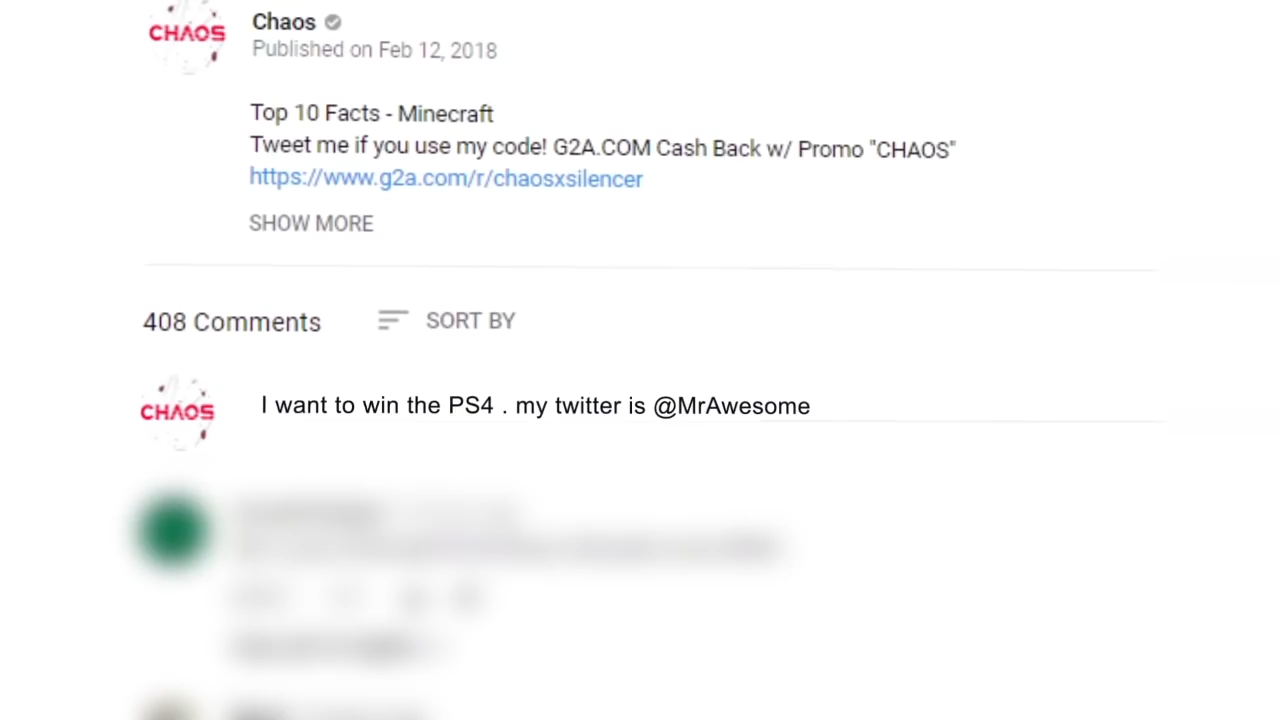 CHAOS
Chaos
Published on Feb 12, 2018
Top 10 Facts - Minecraft
Tweet me if you use my code! G2A.COM Cash Back w/ Promo "CHAOS"
https://www.g2a.com/r/chaosxsilencer
SHOW MORE
408 Comments SORT BY
CHAOS
I want to win the PS4 . my twitter is @MrAwesome